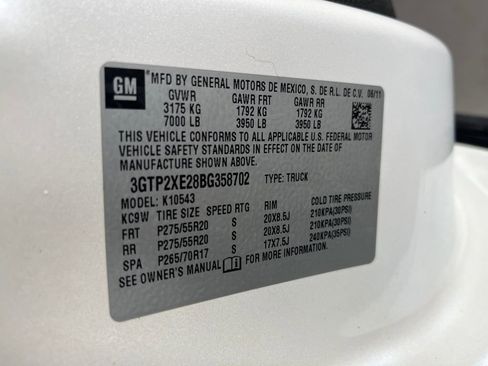 GM
MFD BY GENERAL MOTORS DE MEXICO, S. DE R.L. DE C.V. 06/11
GVWR GAWR FRT GAWR RR
3175 KG 1792 KG 1792 KG
7000 LB 3950 LB 3950 LB
THIS VEHICLE CONFORMS TO ALL APPLICABLE U.S. FEDERAL MOTOR
VEHICLE SAFETY STANDARDS IN EFFECT ON THE DATE OF
MANUFACTURE SHOWN ABOVE.
3GTP2XE28BG358702 TYPE: TRUCK
MODEL: K10543
KC9W TIRE SIZE SPEED RTG RIM COLD TIRE PRESSURE
FRT P275/55R20 S 20X8.5J 210KPA(30PSI)
RR P275/55R20 S 20X8.5J 210KPA(30PSI)
SPA P265/70R17 S 17X7.5J 240KPA(35PSI)
SEE OWNER'S MANUAL FOR MORE INFORMATION.